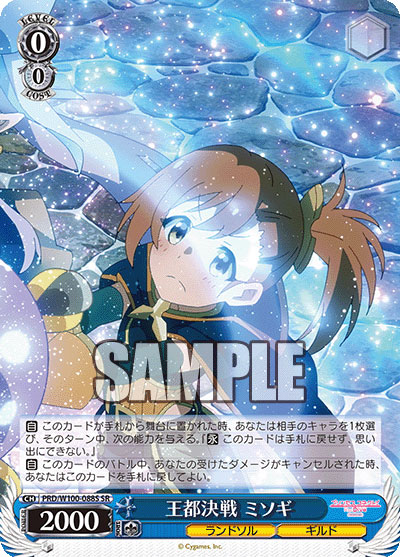 LEVEL
0
0
COST
SAMPLE
自 このカードが手札から舞台に置かれた時、あなたは相手のキャラを1枚選び、そのターン中、次の能力を与える。『永 このカードは手札に戻せず、思い出にできない。』
自 このカードのバトル中、あなたの受けたダメージがキャンセルされた時、あなたはこのカードを手札に戻してよい。
CH PRD/W100-088S SR
王都決戦 ミソギ
2000
ランドソル
ギルド
© Cygames, Inc.